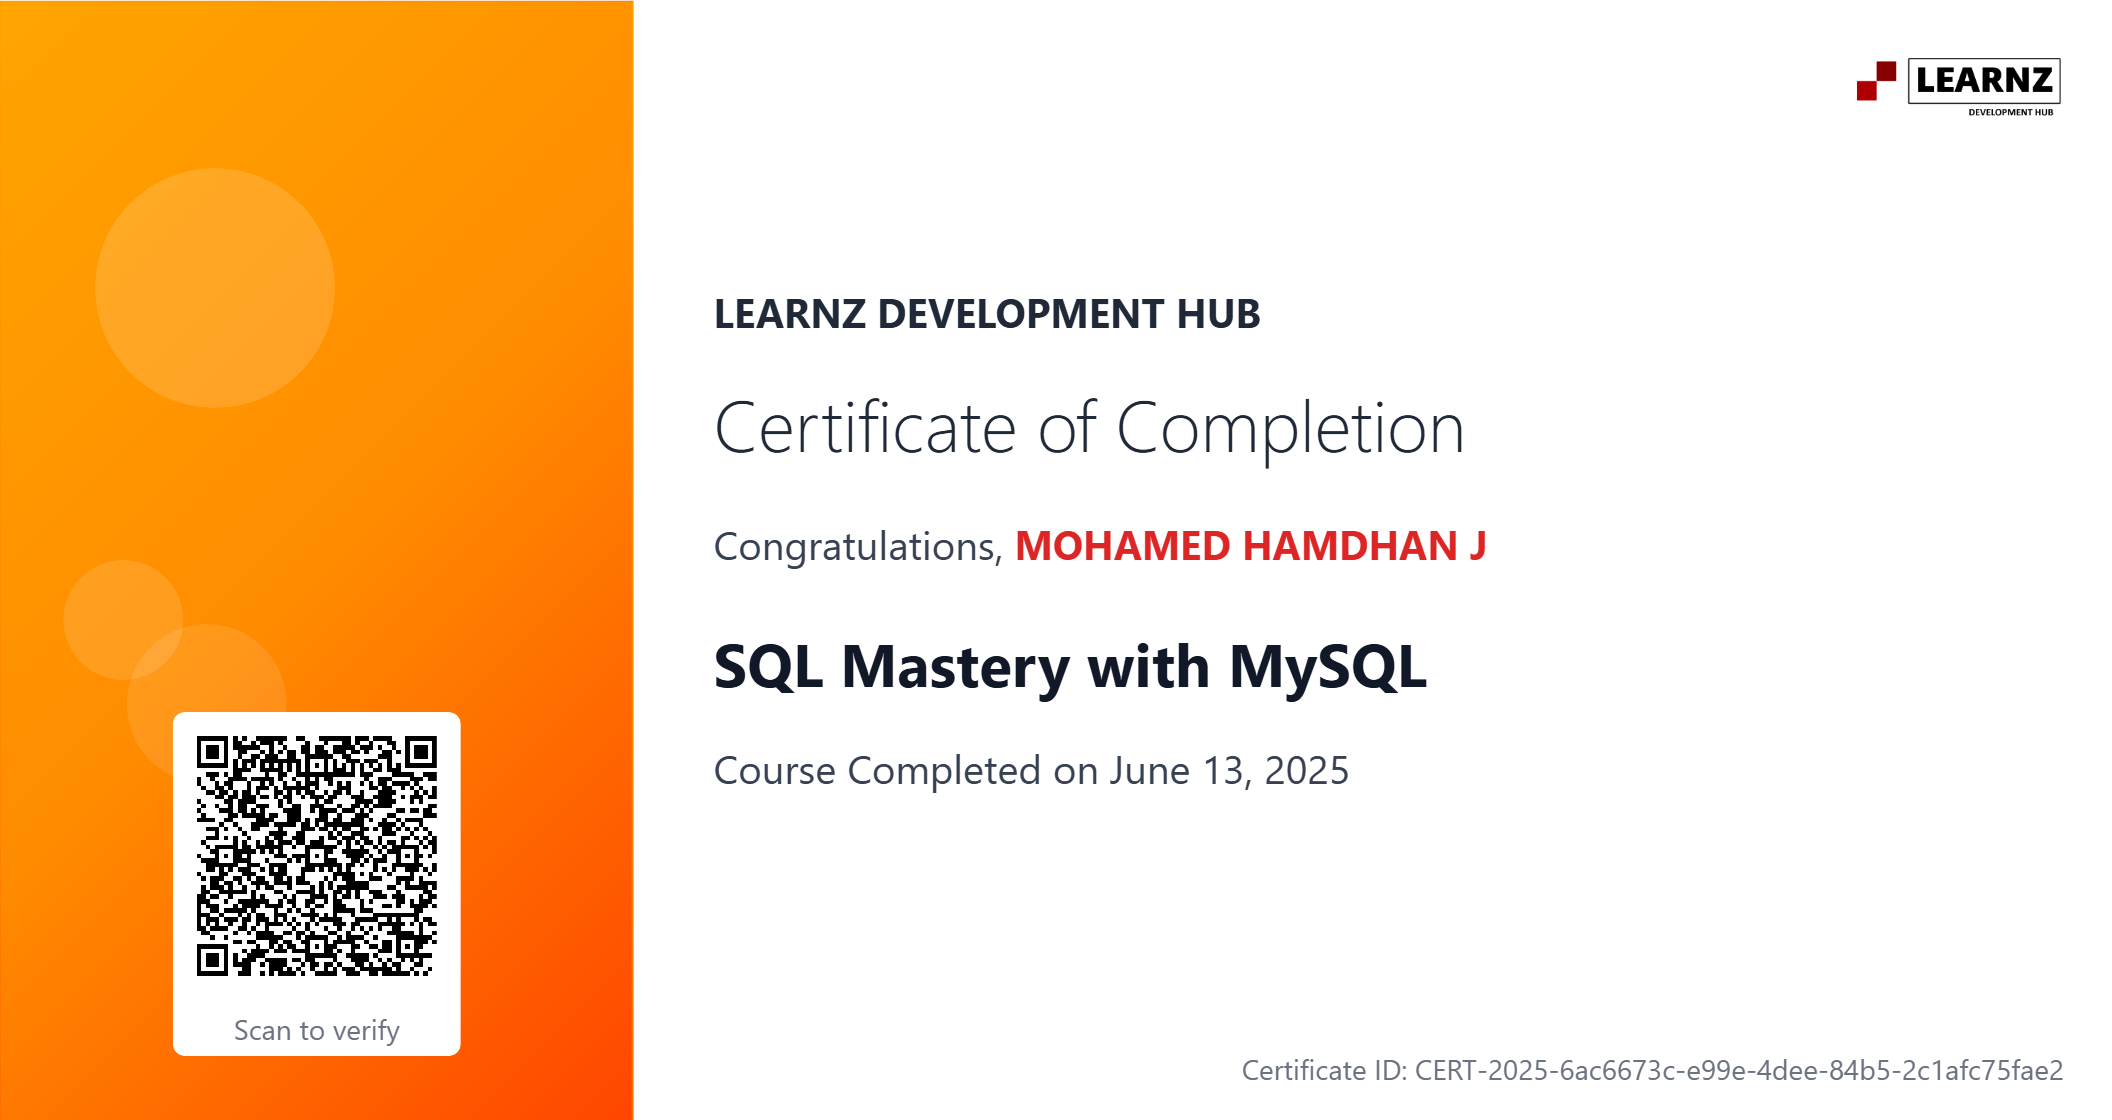 LEARNZ
DEVELOPMENT HUB
LEARNZ DEVELOPMENT HUB
Certificate of Completion
Congratulations, MOHAMED HAMDHAN J
SQL Mastery with MySQL
Course Completed on June 13, 2025
Scan to verify
Certificate ID: CERT-2025-6ac6673c-e99e-4dee-84b5-2c1afc75fae2